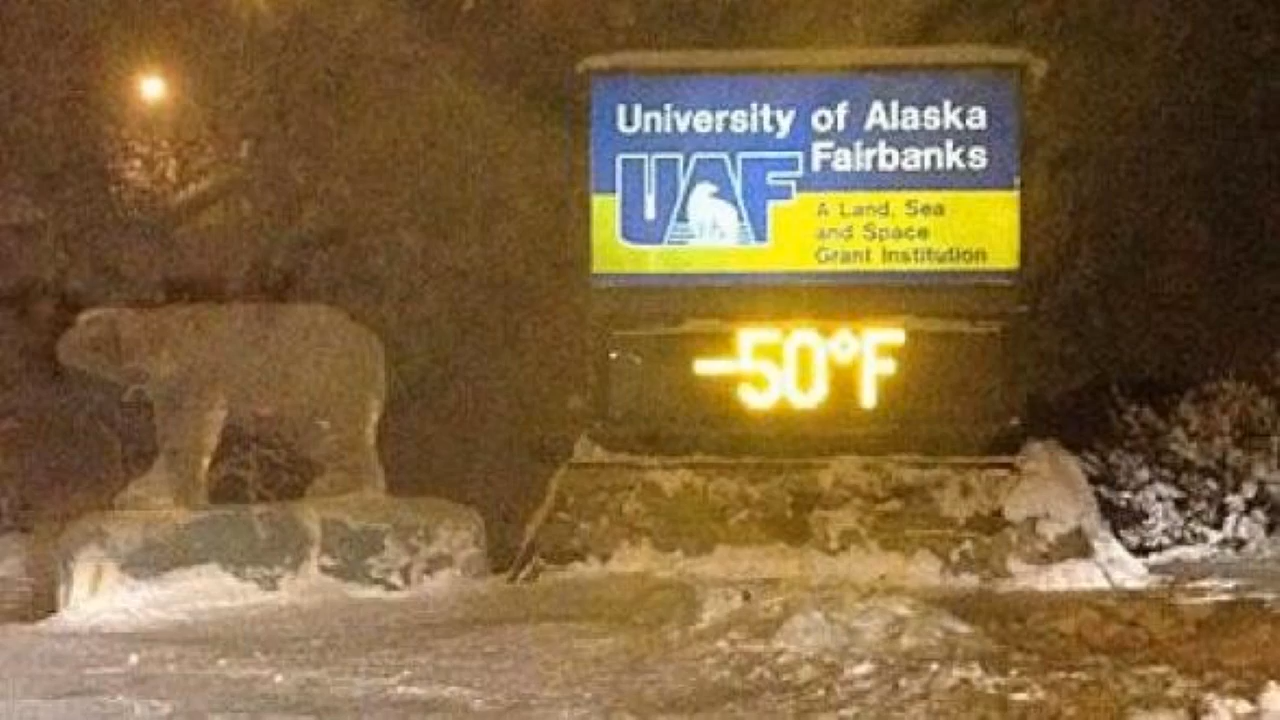 University of Alaska
Fairbanks
UAF
A Land, Sea
and Space
Grant Institution
-50°F